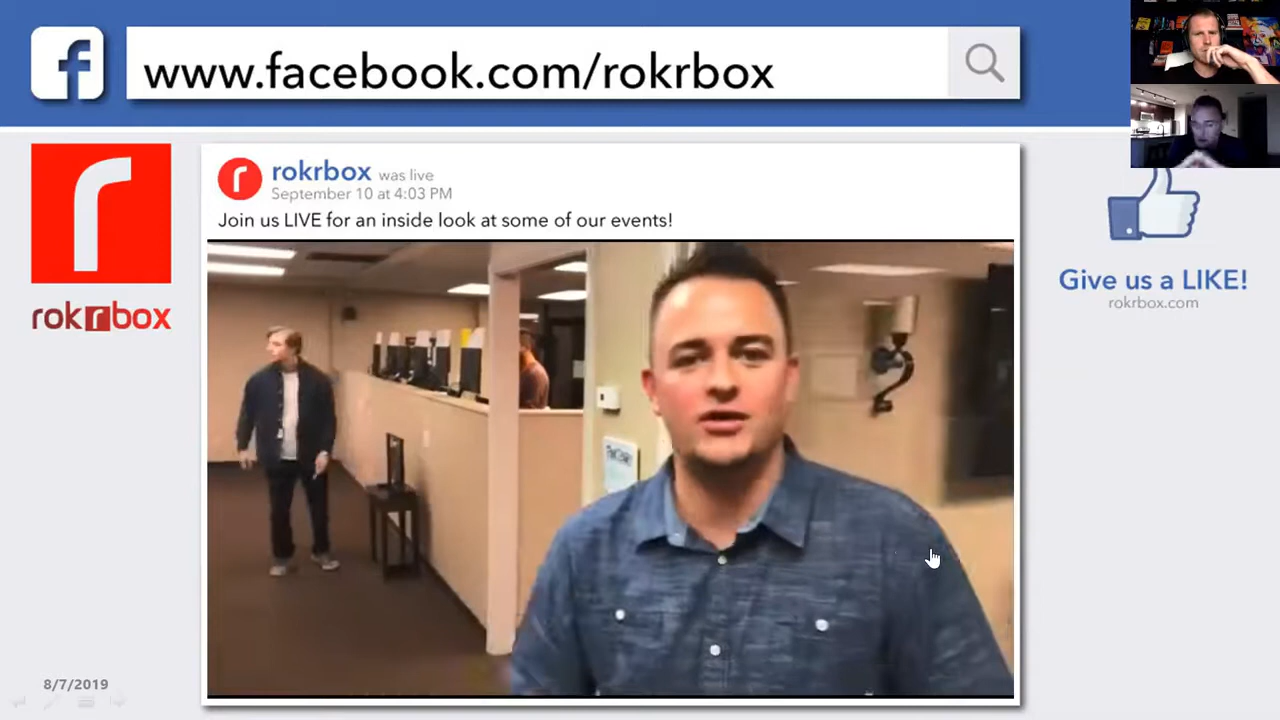 www.facebook.com/rokrbox
rokrbox was live
September 10 at 4:03 PM
Join us LIVE for an inside look at some of our events!
rokrbox
Give us a LIKE!
rokrbox.com
8/7/2019